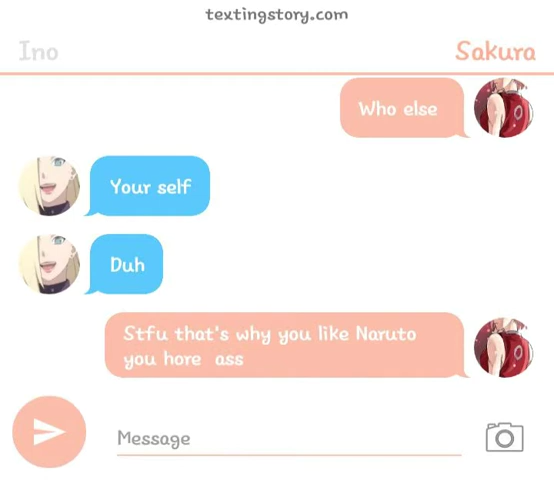 textingstory.com
Ino
Sakura
Who else
Your self
Duh
Stfu that's why you like Naruto
you hore ass
Message